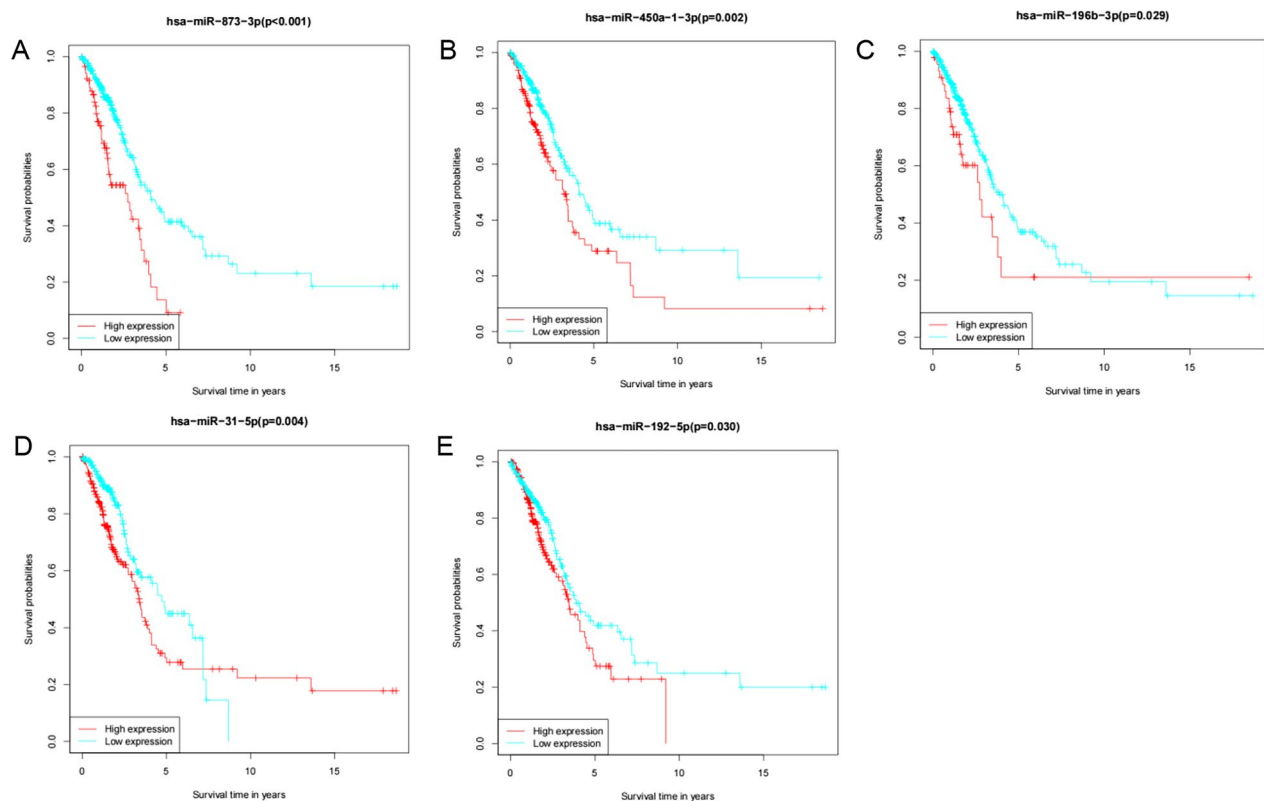 A
hsa-miR-873-3p(p<0.001)
Survival probabilities
1.0
0.8
0.6
0.4
0.2
0.0
High expression
Low expression
0 5 10 15
Survival time in years
B
hsa-miR-450a-1-3p(p=0.002)
Survival probabilities
1.0
0.8
0.6
0.4
0.2
0.0
High expression
Low expression
0 5 10 15
Survival time in years
C
hsa-miR-196b-3p(p=0.029)
Survival probabilities
1.0
0.8
0.6
0.4
0.2
0.0
High expression
Low expression
0 5 10 15
Survival time in years
D
hsa-miR-31-5p(p=0.004)
Survival probabilities
1.0
0.8
0.6
0.4
0.2
0.0
High expression
Low expression
0 5 10 15
Survival time in years
E
hsa-miR-192-5p(p=0.030)
Survival probabilities
1.0
0.8
0.6
0.4
0.2
0.0
High expression
Low expression
0 5 10 15
Survival time in years